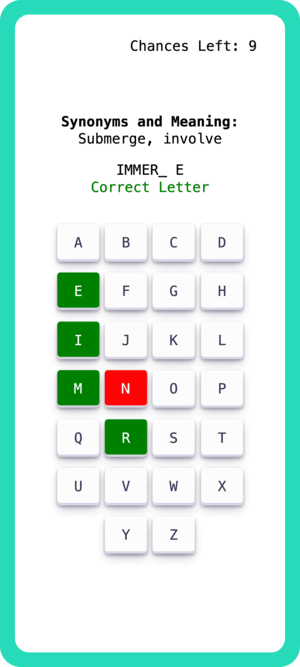 Chances Left: 9
Synonyms and Meaning:
Submerge, involve
IMMER_ E
Correct Letter
A B C D
E F G H
I J K L
M N O P
Q R S T
U V W X
Y Z